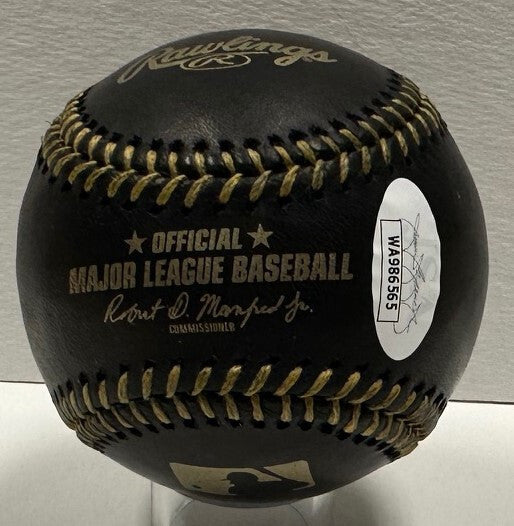 Rawlings
R
OFFICIAL
MAJOR LEAGUE BASEBALL
Robert D. Manfred Jr.
COMMISSIONER
WA986565